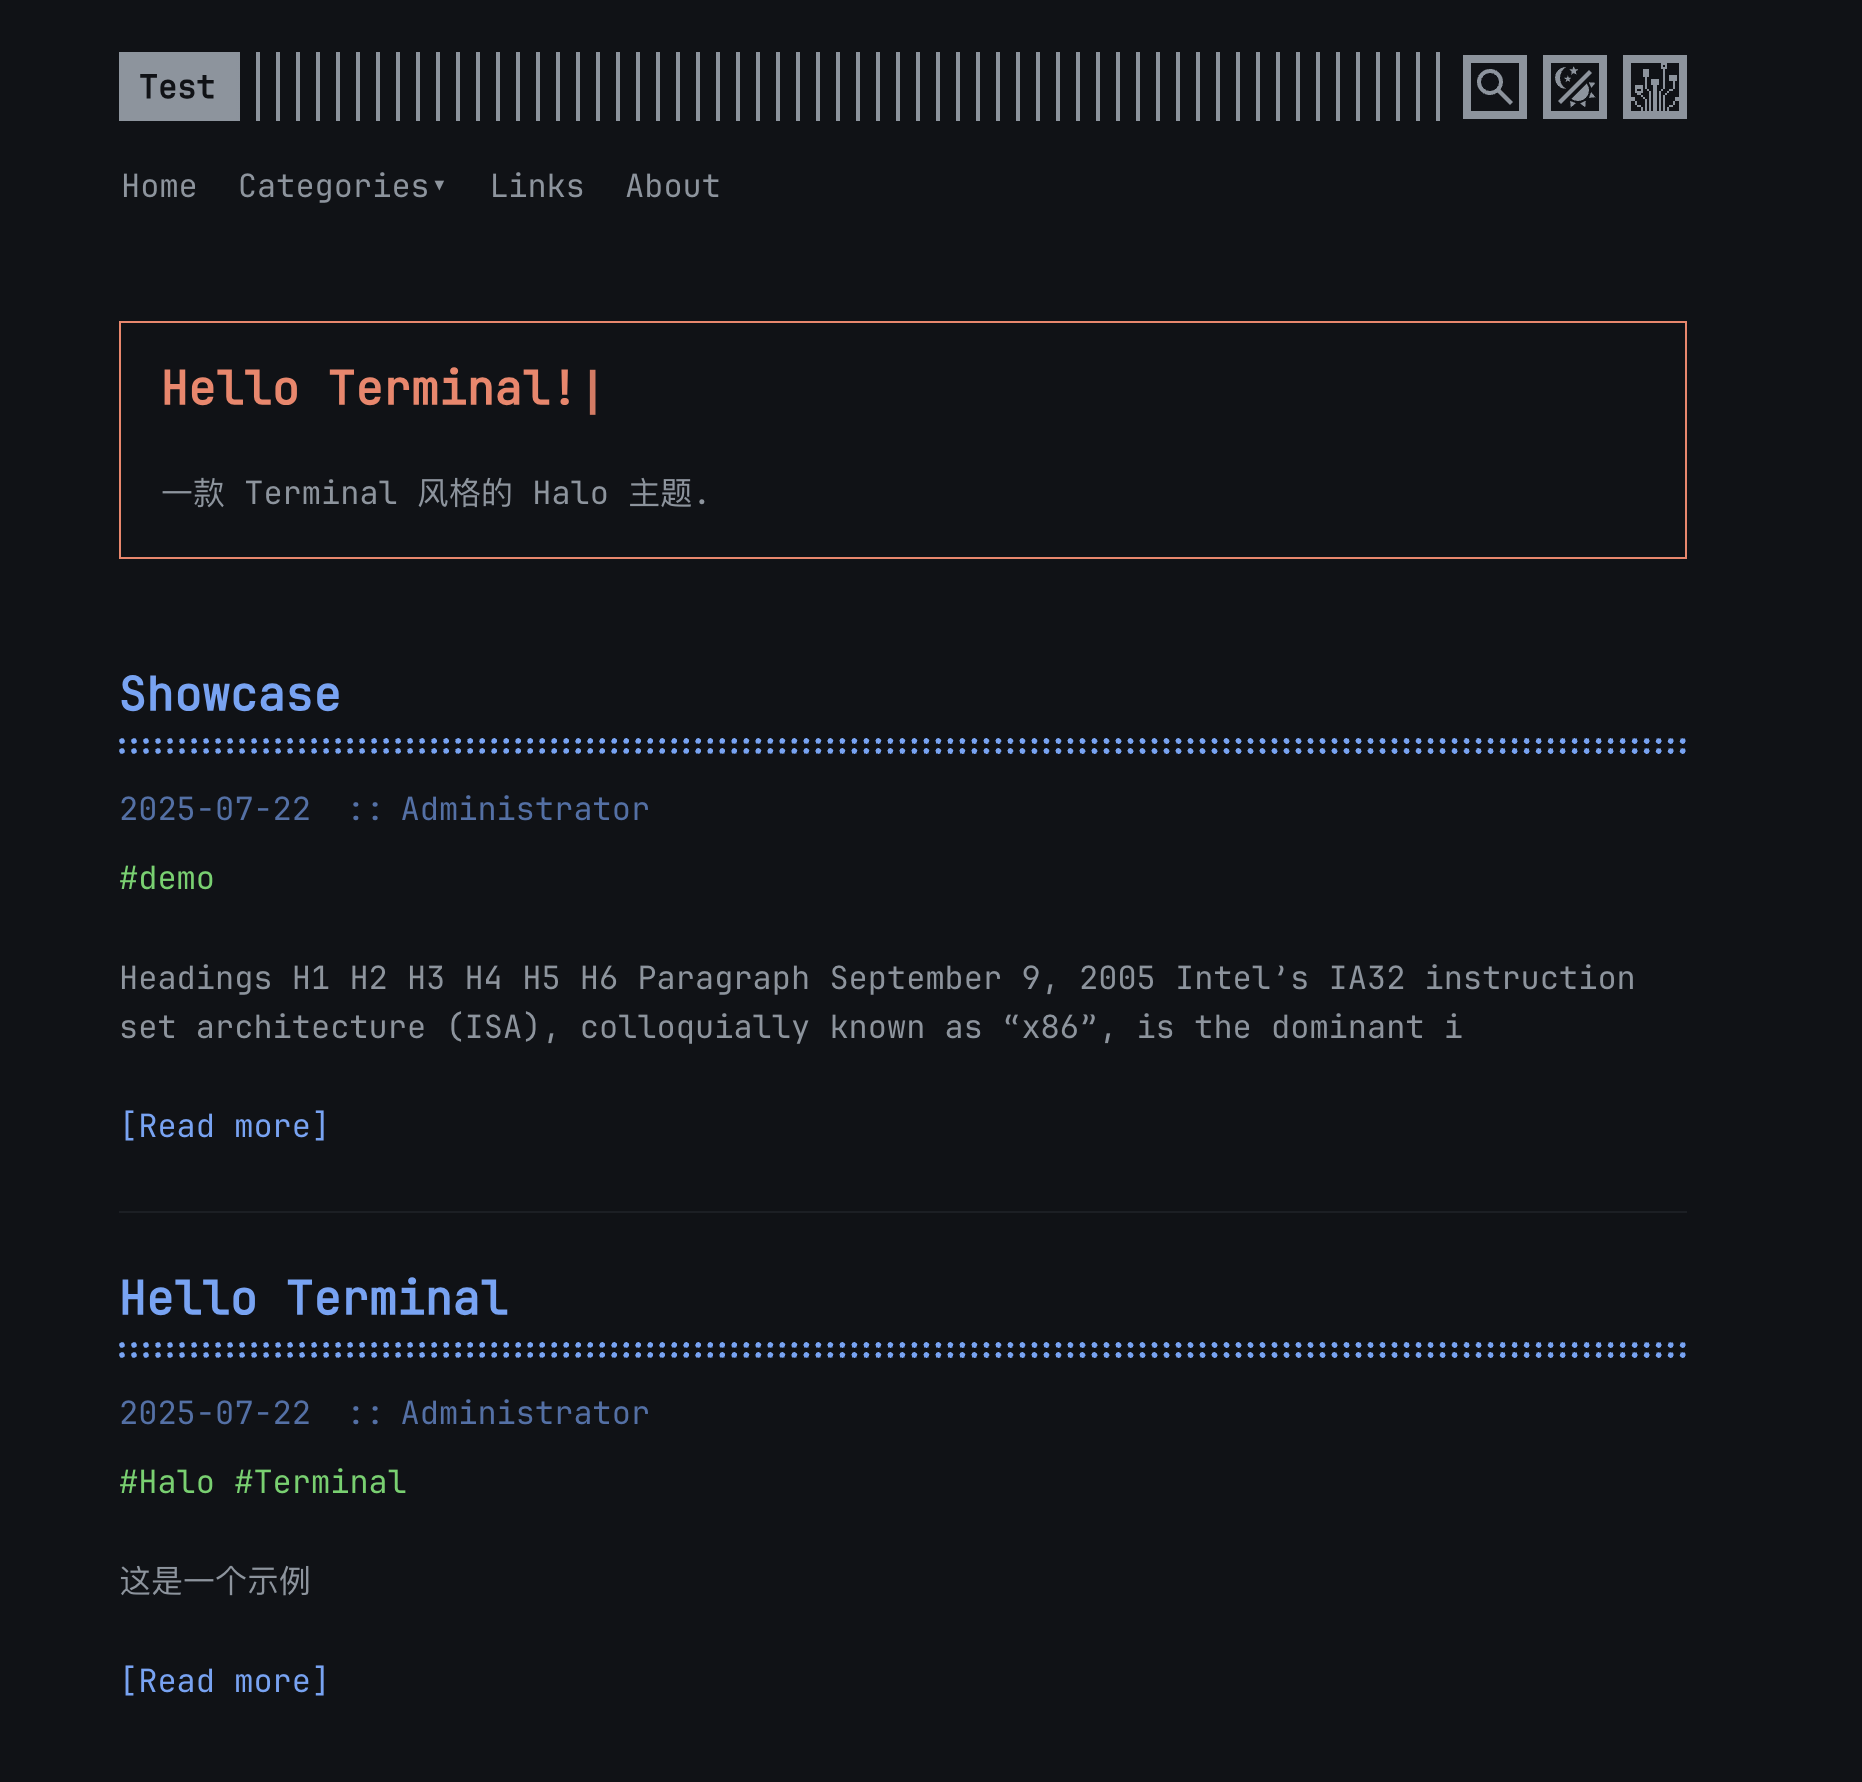 Test
Home Categories▾ Links About
Hello Terminal!|
一款 Terminal 风格的 Halo 主题.
Showcase
2025-07-22 :: Administrator
#demo
Headings H1 H2 H3 H4 H5 H6 Paragraph September 9, 2005 Intel’s IA32 instruction
set architecture (ISA), colloquially known as “x86”, is the dominant i
[Read more]
Hello Terminal
2025-07-22 :: Administrator
#Halo #Terminal
这是一个示例
[Read more]